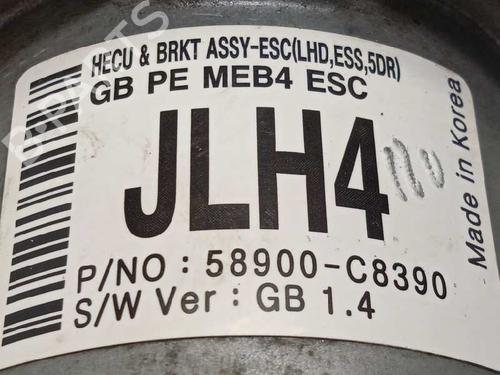 HECU & BRKT ASSY-ESC(LHD,ESS,5DR)
GB PE MEB4 ESC
JLH4
P/NO : 58900-C8390
S/W Ver : GB 1.4
Made in Korea